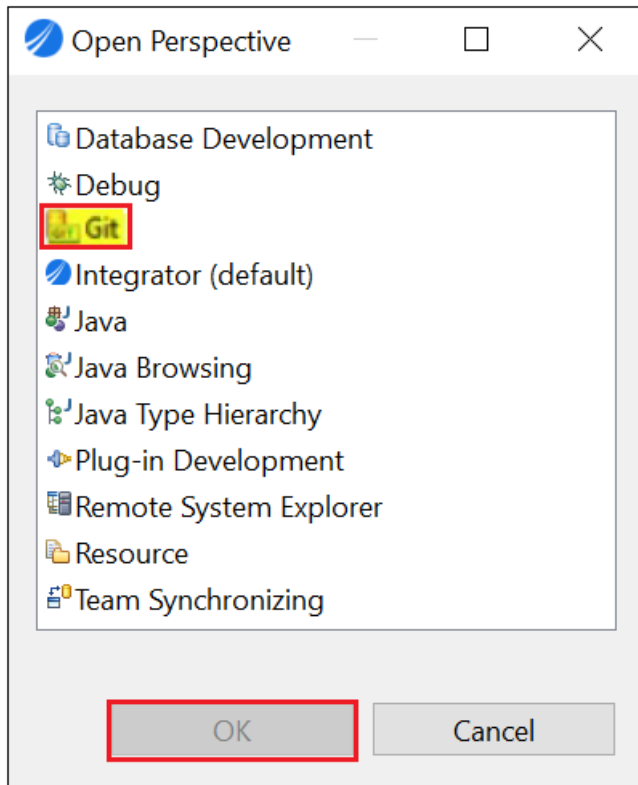 Open Perspective
Database Development
Debug
Git
Integrator (default)
Java
Java Browsing
Java Type Hierarchy
Plug-in Development
Remote System Explorer
Resource
Team Synchronizing
OK Cancel